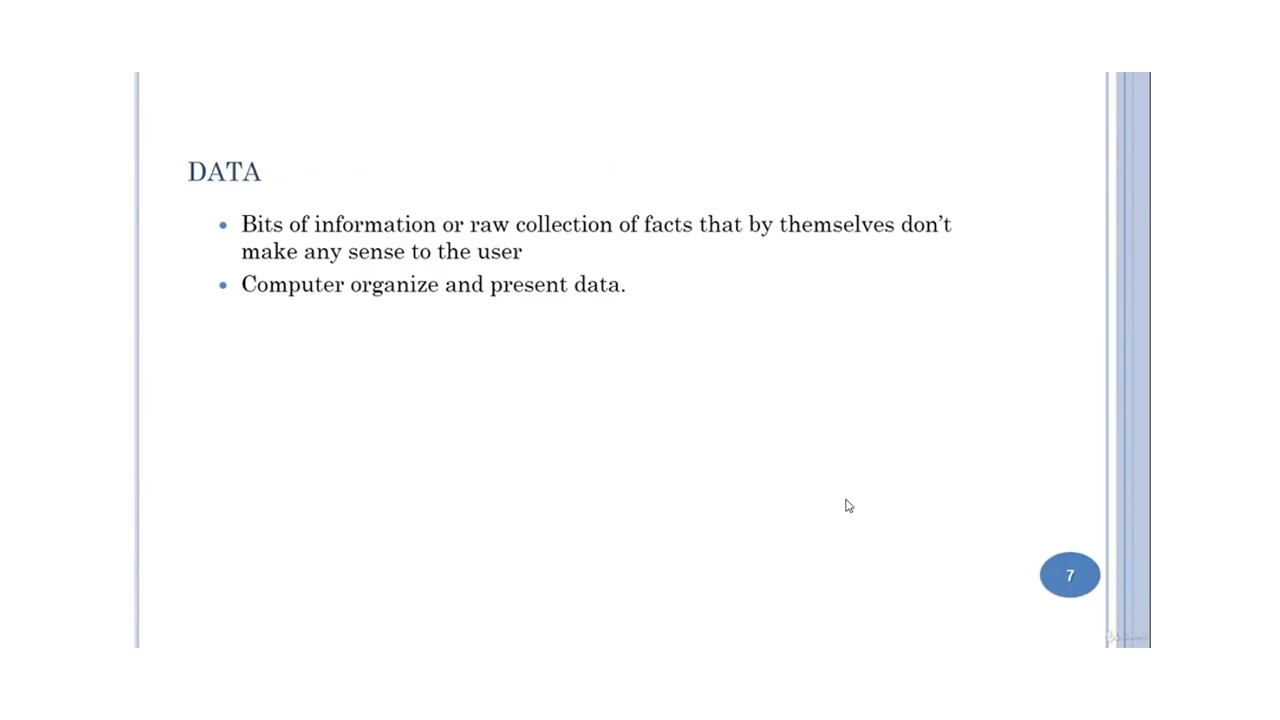 DATA
• Bits of information or raw collection of facts that by themselves don't
make any sense to the user
• Computer organize and present data.
7